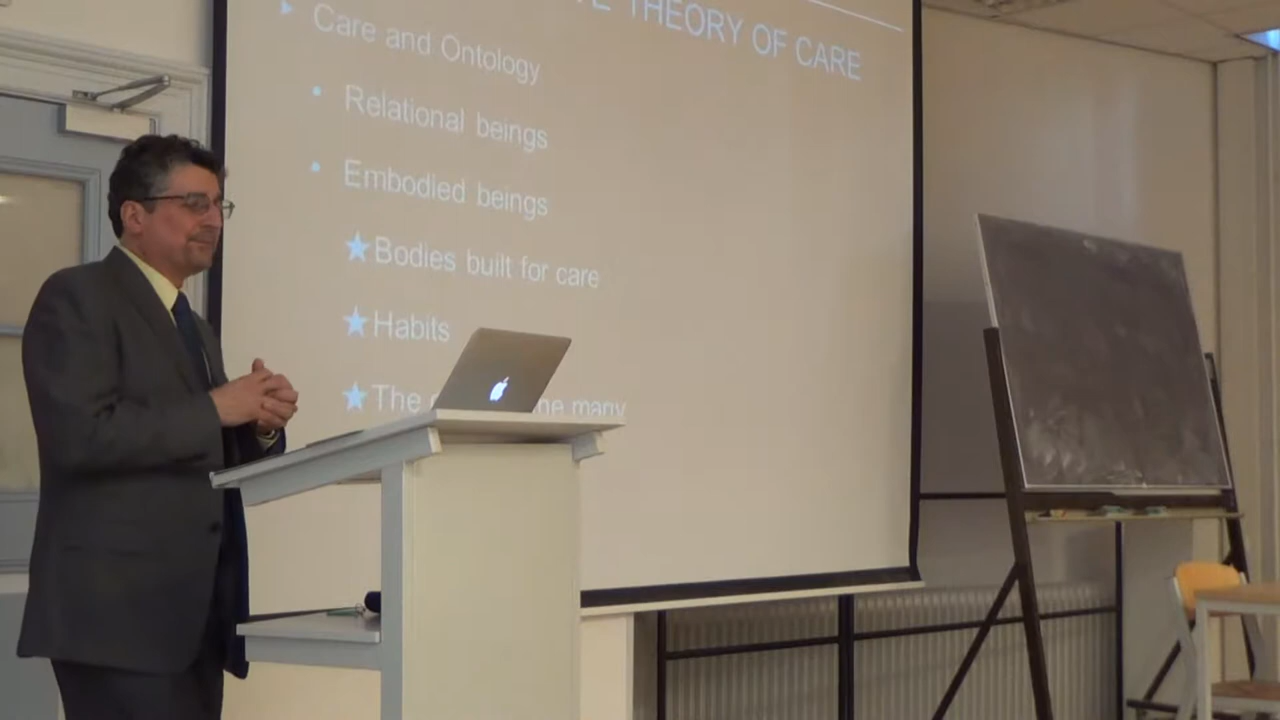 THEORY OF CARE
Care and Ontology
Relational beings
Embodied beings
Bodies built for care
Habits
The many